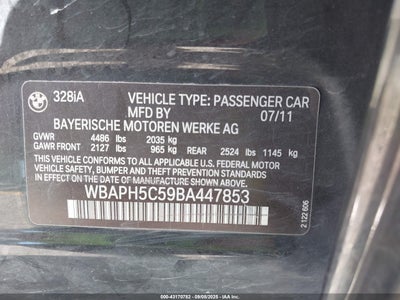 328iA VEHICLE TYPE: PASSENGER CAR
MFD BY 07/11
BAYERISCHE MOTOREN WERKE AG
GVWR 4486 lbs 2035 kg
GAWR FRONT 2127 lbs 965 kg REAR 2524 lbs 1145 kg
THIS VEHICLE CONFORMS TO ALL APPLICABLE U.S. FEDERAL MOTOR
VEHICLE SAFETY, BUMPER, AND THEFT PREVENTION STANDARDS IN
EFFECT ON THE DATE OF MANUFACTURE SHOWN ABOVE.
WBAPH5C59BA447853
2 122 606
000-43170782 - 09/08/2025 - IAAI.COM